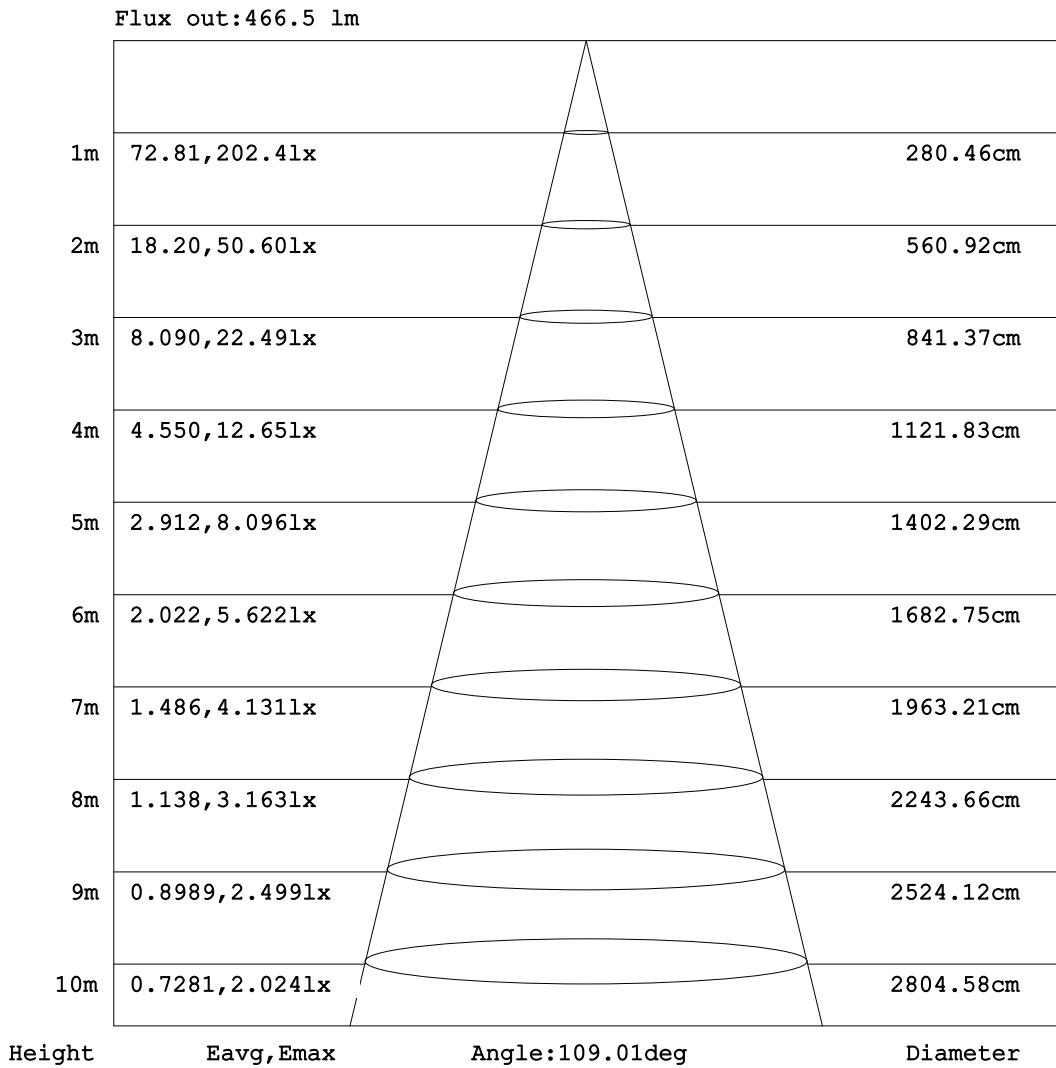 Flux out:466.5 lm
1m 72.81,202.4lx 280.46cm
2m 18.20,50.60lx 560.92cm
3m 8.090,22.49lx 841.37cm
4m 4.550,12.65lx 1121.83cm
5m 2.912,8.096lx 1402.29cm
6m 2.022,5.622lx 1682.75cm
7m 1.486,4.131lx 1963.21cm
8m 1.138,3.163lx 2243.66cm
9m 0.8989,2.499lx 2524.12cm
10m 0.7281,2.024lx 2804.58cm
Height Eavg,Emax Angle:109.01deg Diameter